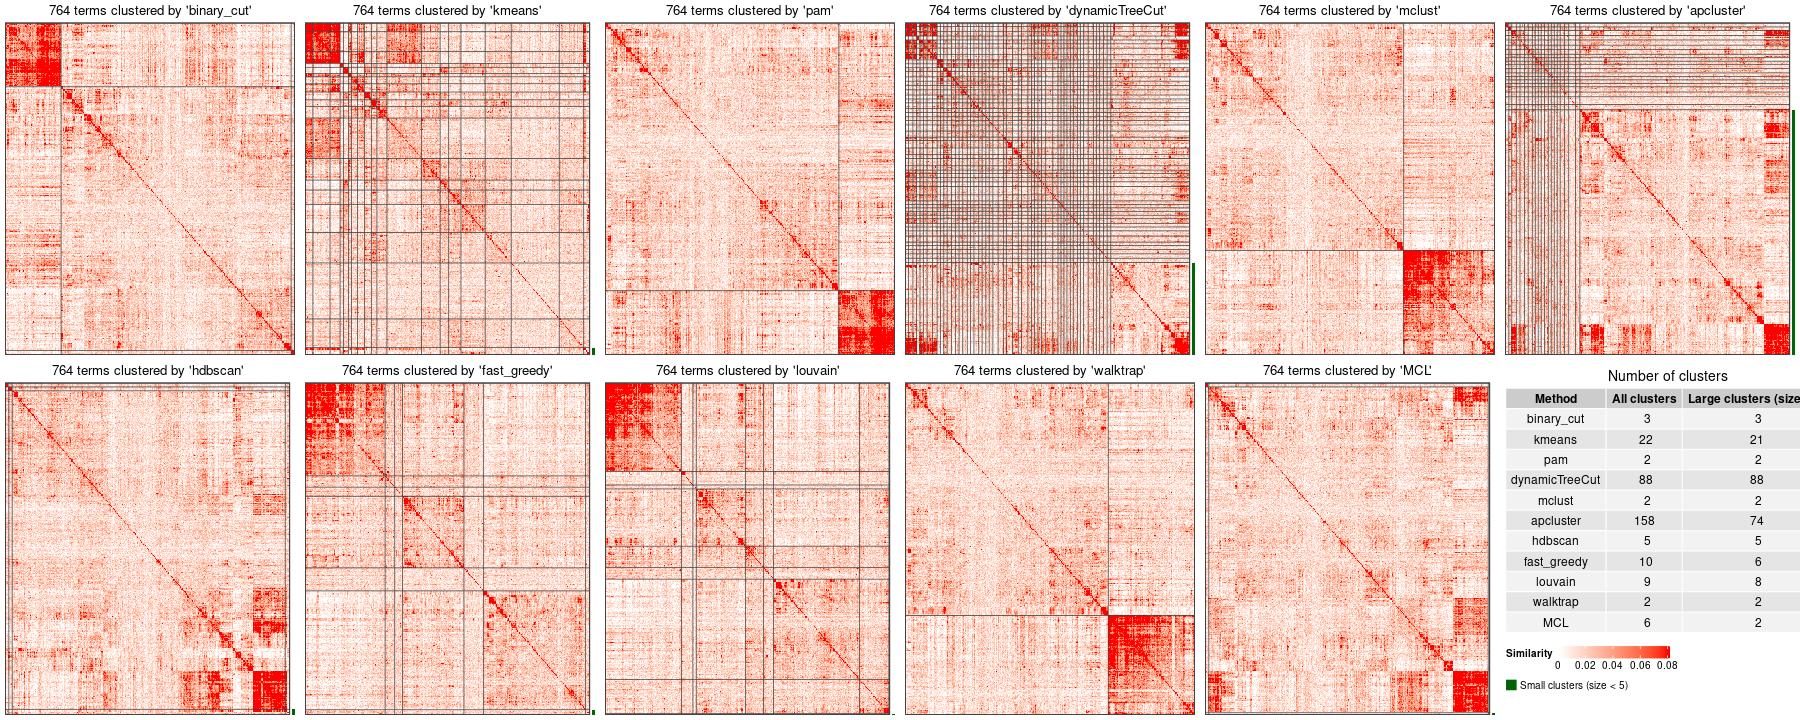 764 terms clustered by 'binary_cut'
764 terms clustered by 'kmeans'
764 terms clustered by 'pam'
764 terms clustered by 'dynamicTreeCut'
764 terms clustered by 'mclust'
764 terms clustered by 'apcluster'
764 terms clustered by 'hdbscan'
764 terms clustered by 'fast_greedy'
764 terms clustered by 'louvain'
764 terms clustered by 'walktrap'
764 terms clustered by 'MCL'
Number of clusters
Method All clusters Large clusters (size
binary_cut 3 3
kmeans 22 21
pam 2 2
dynamicTreeCut 88 88
mclust 2 2
apcluster 158 74
hdbscan 5 5
fast_greedy 10 6
louvain 9 8
walktrap 2 2
MCL 6 2
Similarity
0 0.02 0.04 0.06 0.08
Small clusters (size < 5)